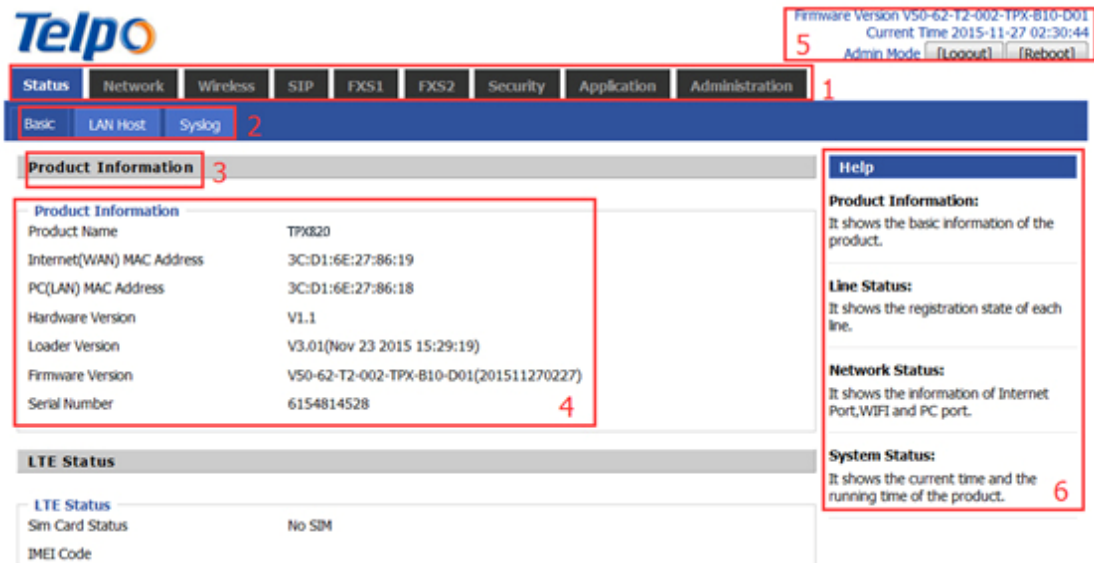 Telpo
Firmware Version V50-62-T2-002-TPX-B10-D01
Current Time 2015-11-27 02:30:44
5
Admin Mode [Logout] [Reboot]
Status Network Wireless SIP FXS1 FXS2 Security Application Administration 1
Basic LAN Host Syslog 2
Product Information 3
Product Information
Product Name TPX820
Internet(WAN) MAC Address 3C:D1:6E:27:86:19
PC(LAN) MAC Address 3C:D1:6E:27:86:18
Hardware Version V1.1
Loader Version V3.01(Nov 23 2015 15:29:19)
Firmware Version V50-62-T2-002-TPX-B10-D01(201511270227)
Serial Number 6154814528
4
LTE Status
LTE Status
Sim Card Status No SIM
IMEI Code
Help
Product Information:
It shows the basic information of the
product.
Line Status:
It shows the registration state of each
line.
Network Status:
It shows the information of Internet
Port,WIFI and PC port.
System Status:
It shows the current time and the
running time of the product.
6